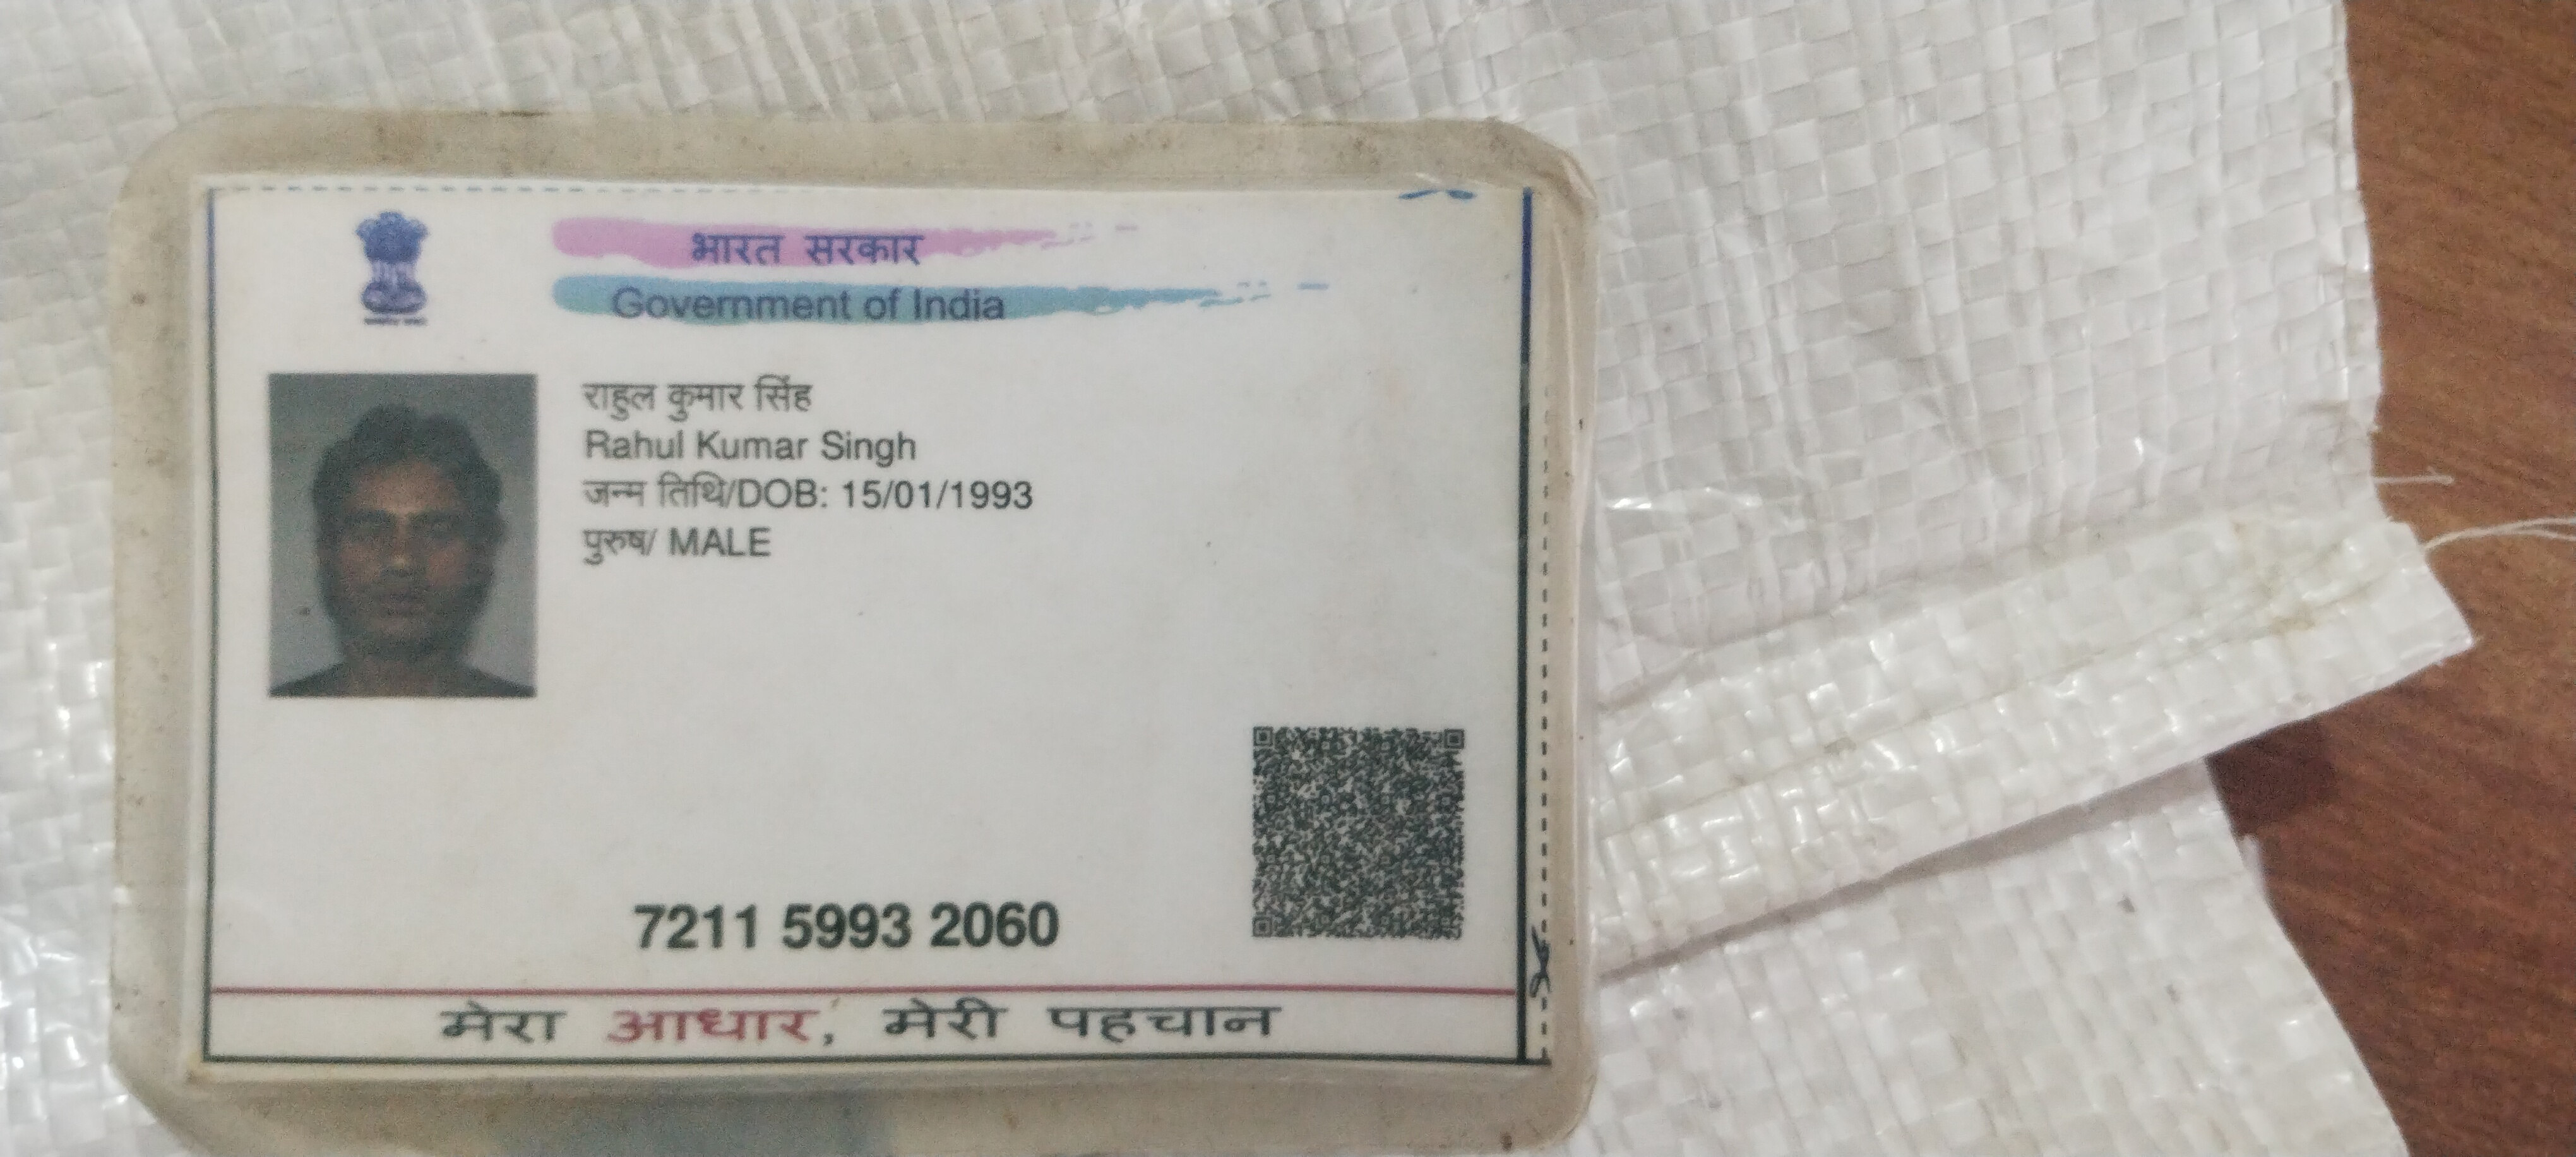 भारत सरकार
Government of India
राहुल कुमार सिंह
Rahul Kumar Singh
जन्म तिथि/DOB: 15/01/1993
पुरुष/ MALE
7211 5993 2060
मेरा आधार, मेरी पहचान